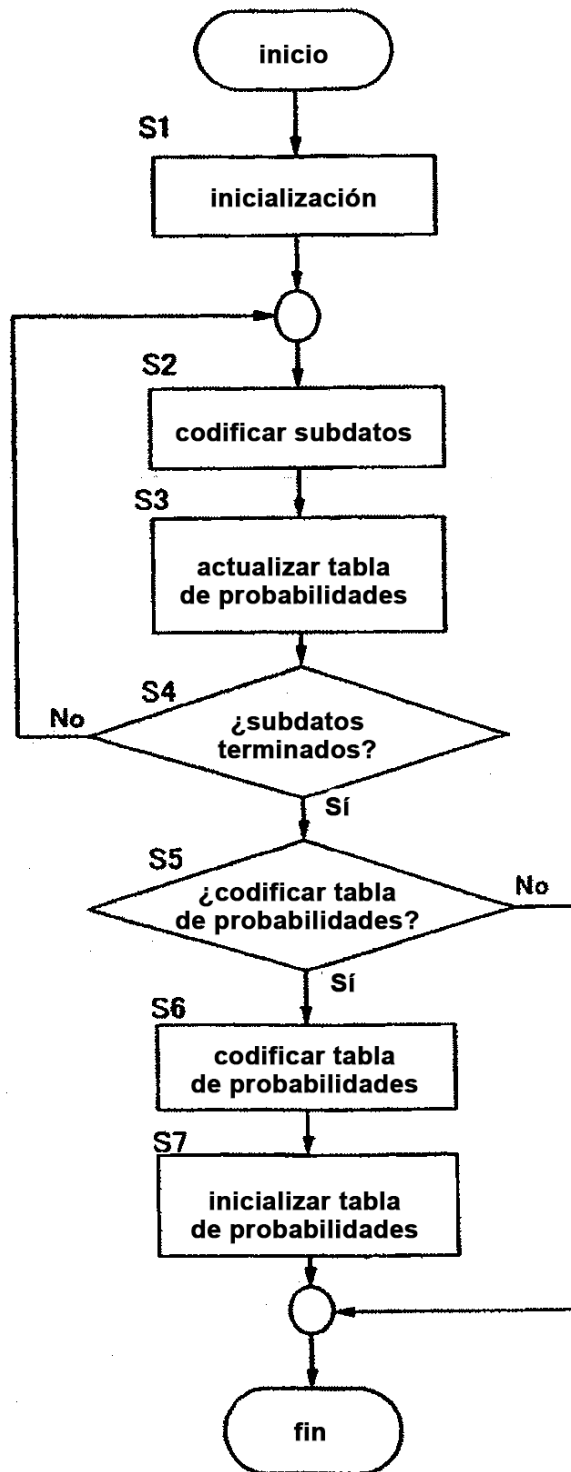 inicio
S1
inicialización
S2
codificar subdatos
S3
actualizar tabla
de probabilidades
S4
No
¿subdatos
terminados?
Sí
S5
No
¿codificar tabla
de probabilidades?
Sí
S6
codificar tabla
de probabilidades
S7
inicializar tabla
de probabilidades
fin